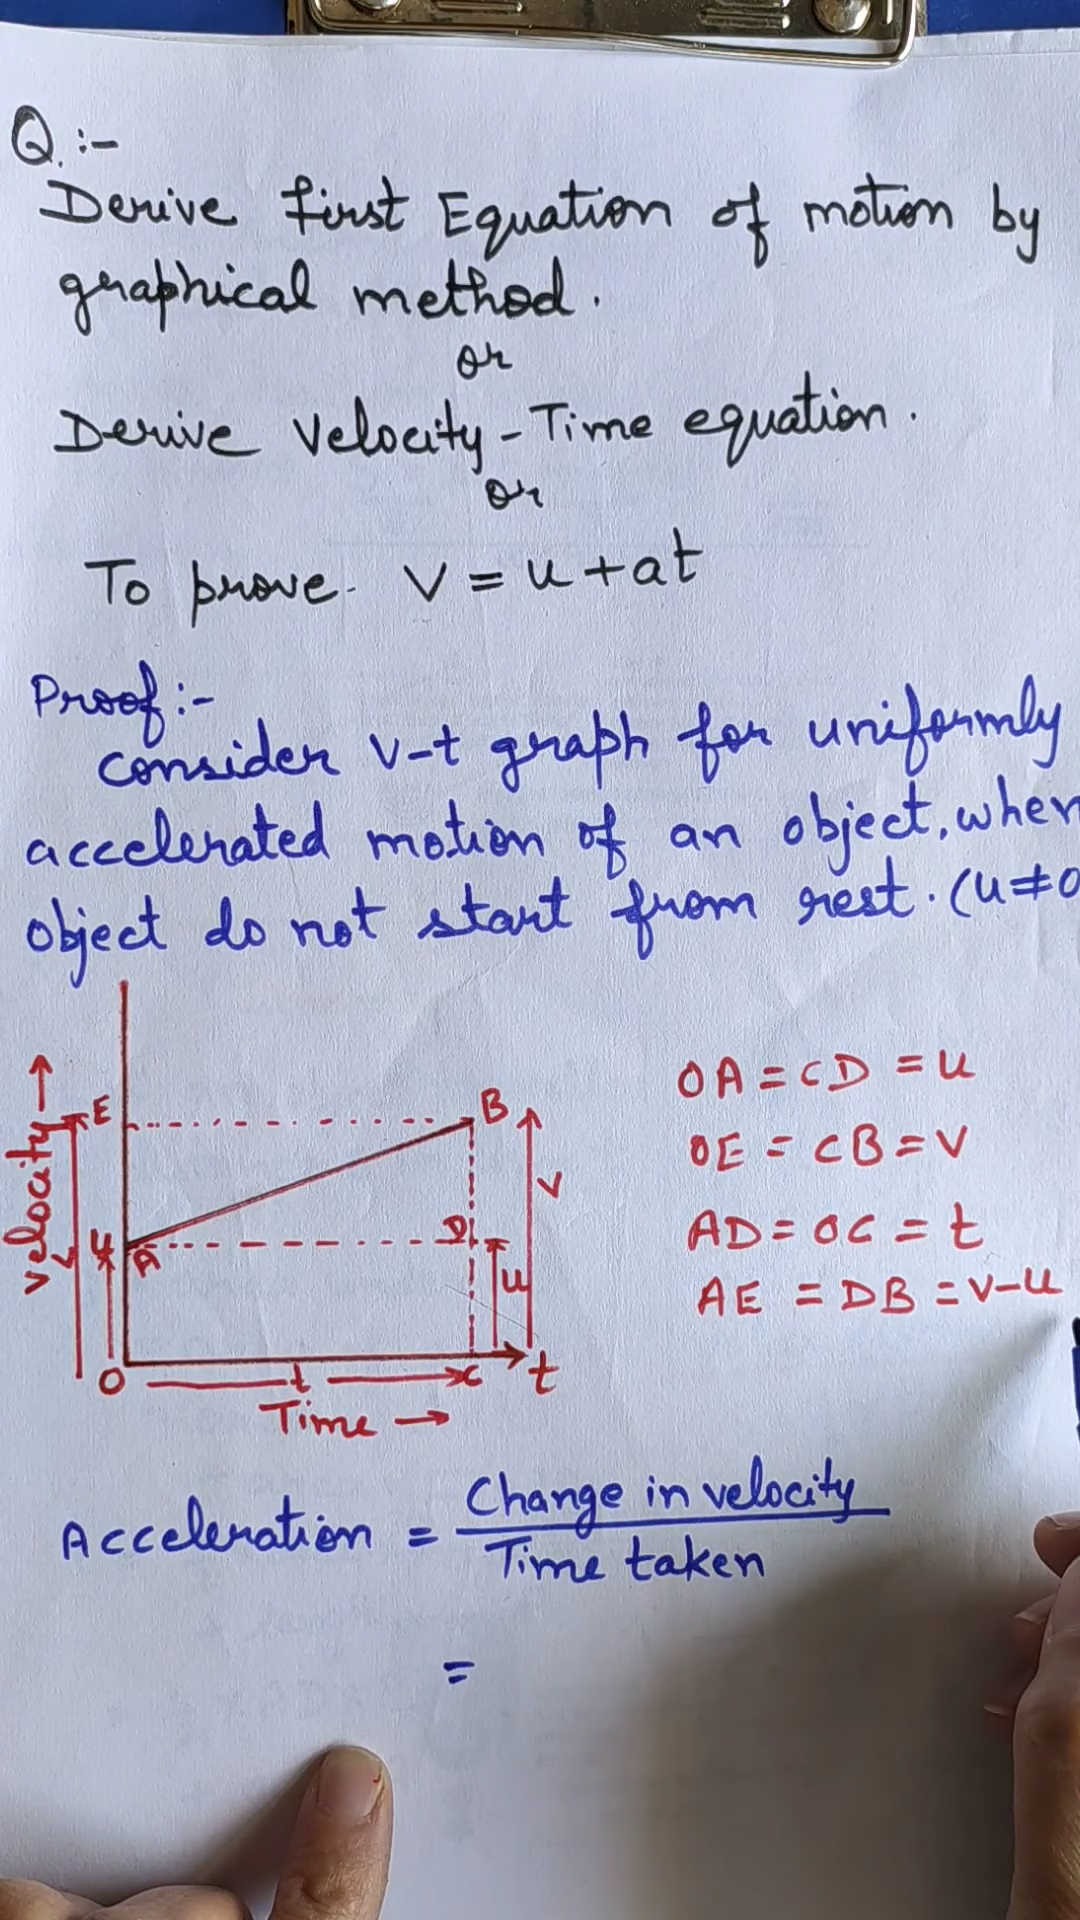 Q. :-
Derive first Equation of motion by
graphical method.
or
Derive Velocity - Time equation.
or
To prove. V = u + at
Proof :-
consider v-t graph for uniformly
accelerated motion of an object, when
object do not start from rest. (u ≠ 0
E
B
velocity
V
u
A
D
u
O
t
C
t
Time →
OA = CD = u
OE = CB = V
AD = OC = t
AE = DB = v-u
Acceleration = Change in velocity
Time taken
=